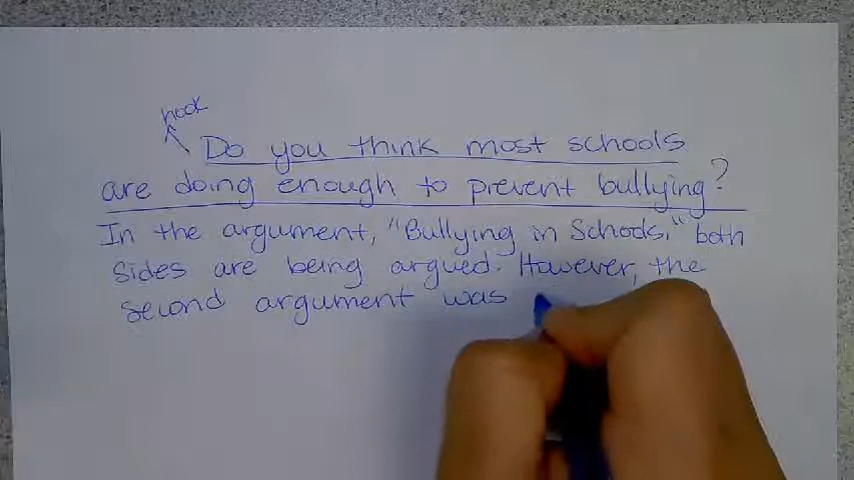 hook
Do you think most schools
are doing enough to prevent bullying?
In the argument, "Bullying in Schools," both
sides are being argued. However, the
second argument was